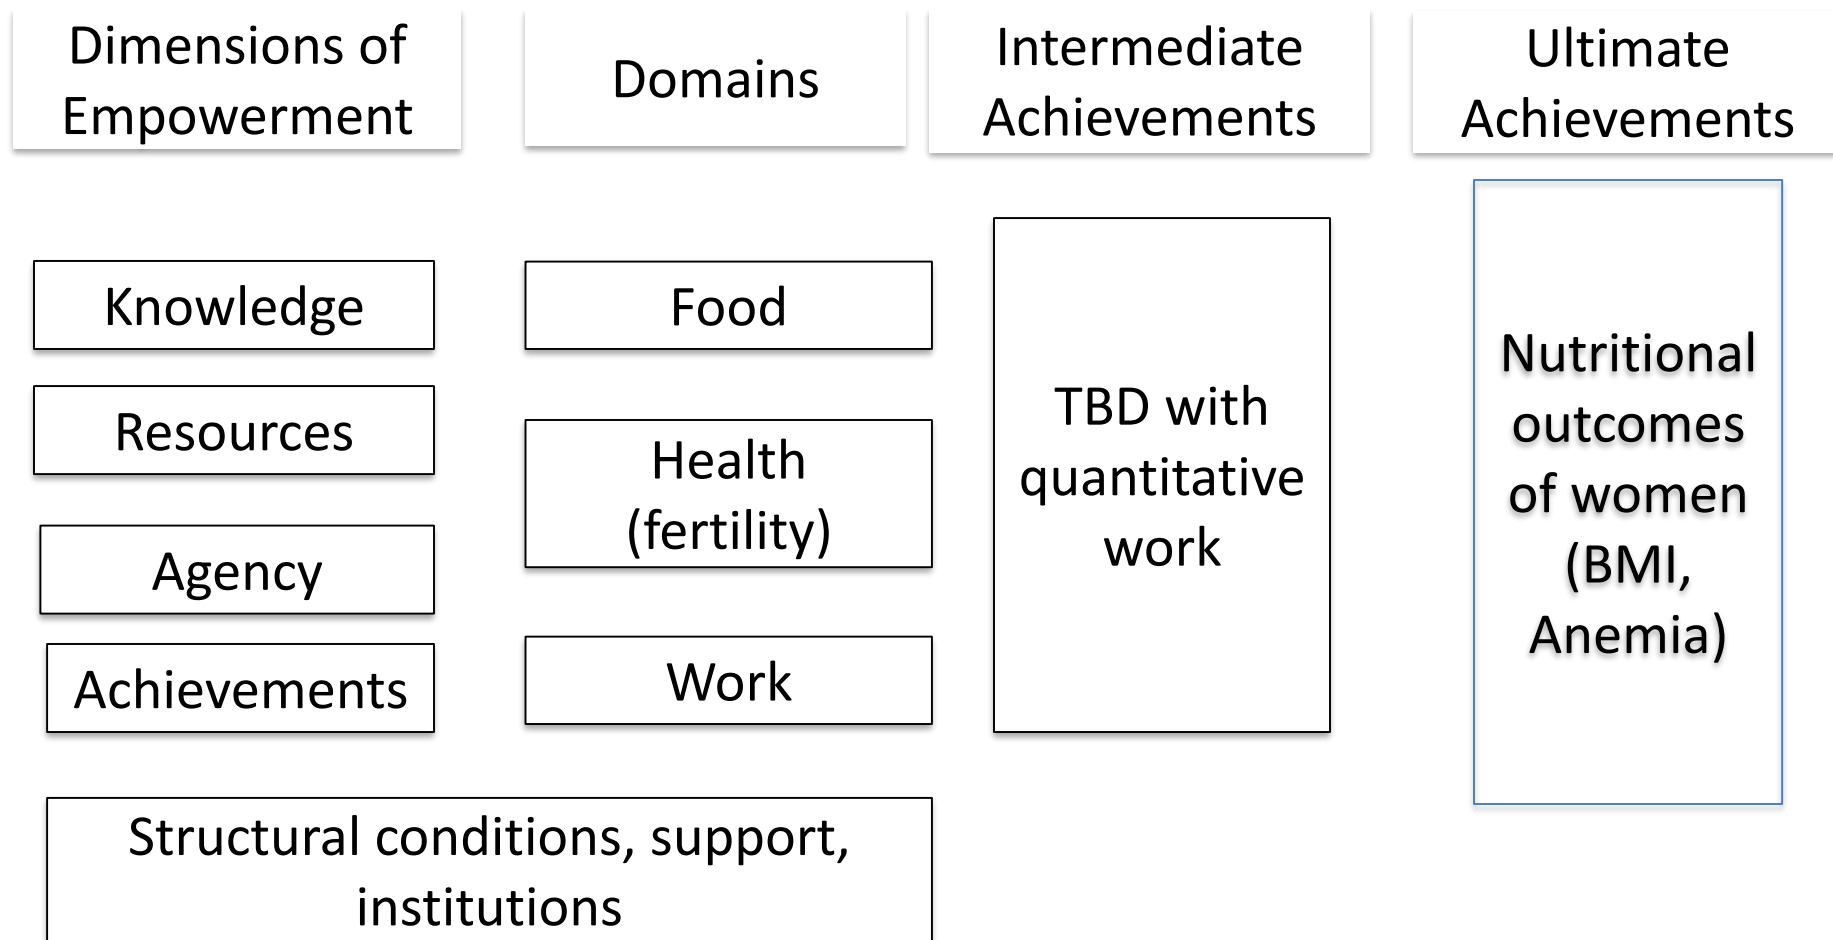 Dimensions of
Empowerment
Domains
Intermediate
Achievements
Ultimate
Achievements
Knowledge
Resources
Agency
Achievements
Food
Health
(fertility)
Work
TBD with
quantitative
work
Nutritional
outcomes
of women
(BMI,
Anemia)
Structural conditions, support,
institutions